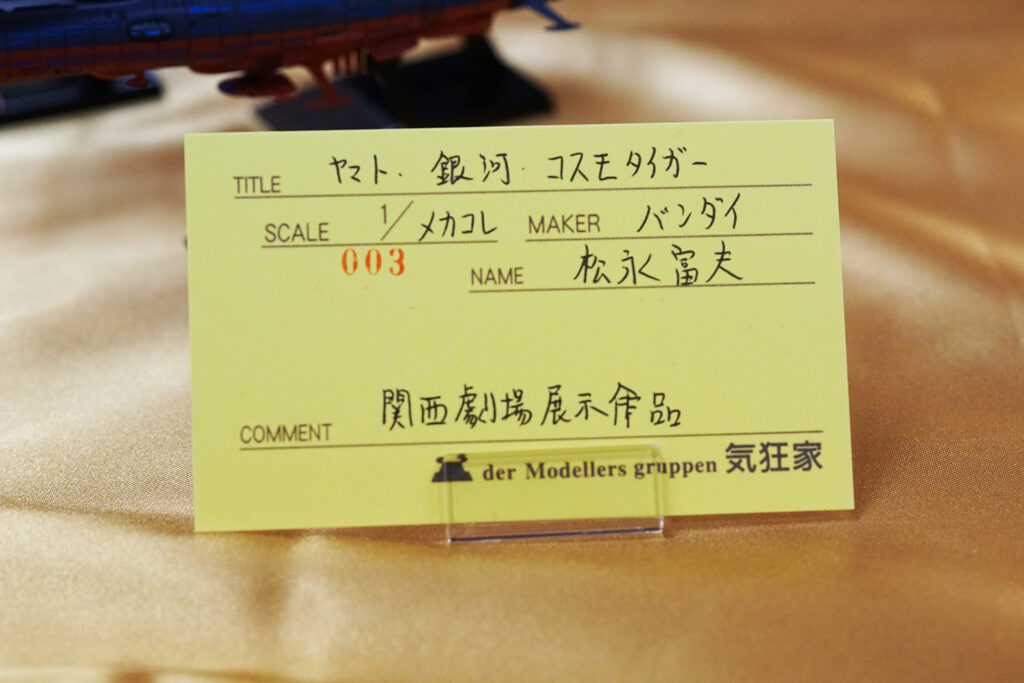 TITLE ヤマト・銀河・コスモタイガー
SCALE 1/メカコレ MAKER バンダイ
003
NAME 松永富夫
COMMENT 関西劇場展示作品
der Modellers gruppen 気狂家